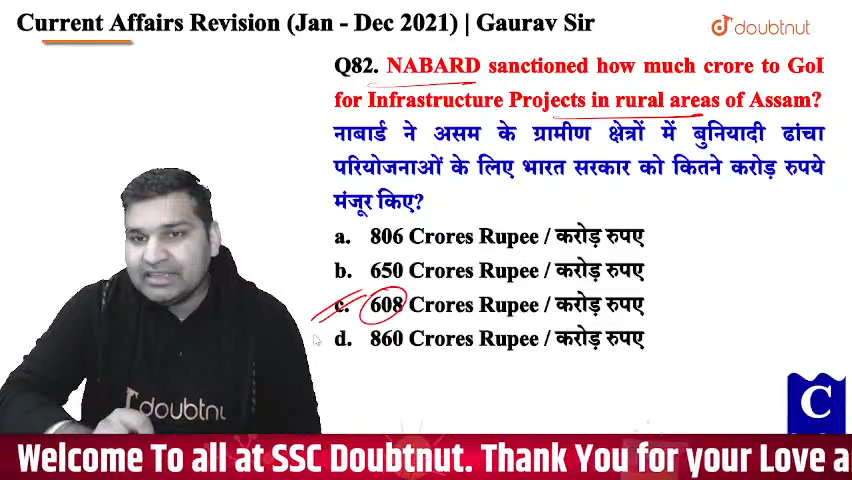 Current Affairs Revision (Jan - Dec 2021) | Gaurav Sir
doubtnut
Q82. NABARD sanctioned how much crore to GoI
for Infrastructure Projects in rural areas of Assam?
नाबार्ड ने असम के ग्रामीण क्षेत्रों में बुनियादी ढांचा
परियोजनाओं के लिए भारत सरकार को कितने करोड़ रुपये
मंजूर किए?
a. 806 Crores Rupee / करोड़ रुपए
b. 650 Crores Rupee / करोड़ रुपए
c. 608 Crores Rupee / करोड़ रुपए
d. 860 Crores Rupee / करोड़ रुपए
doubtnut
C
Welcome To all at SSC Doubtnut. Thank You for your Love a